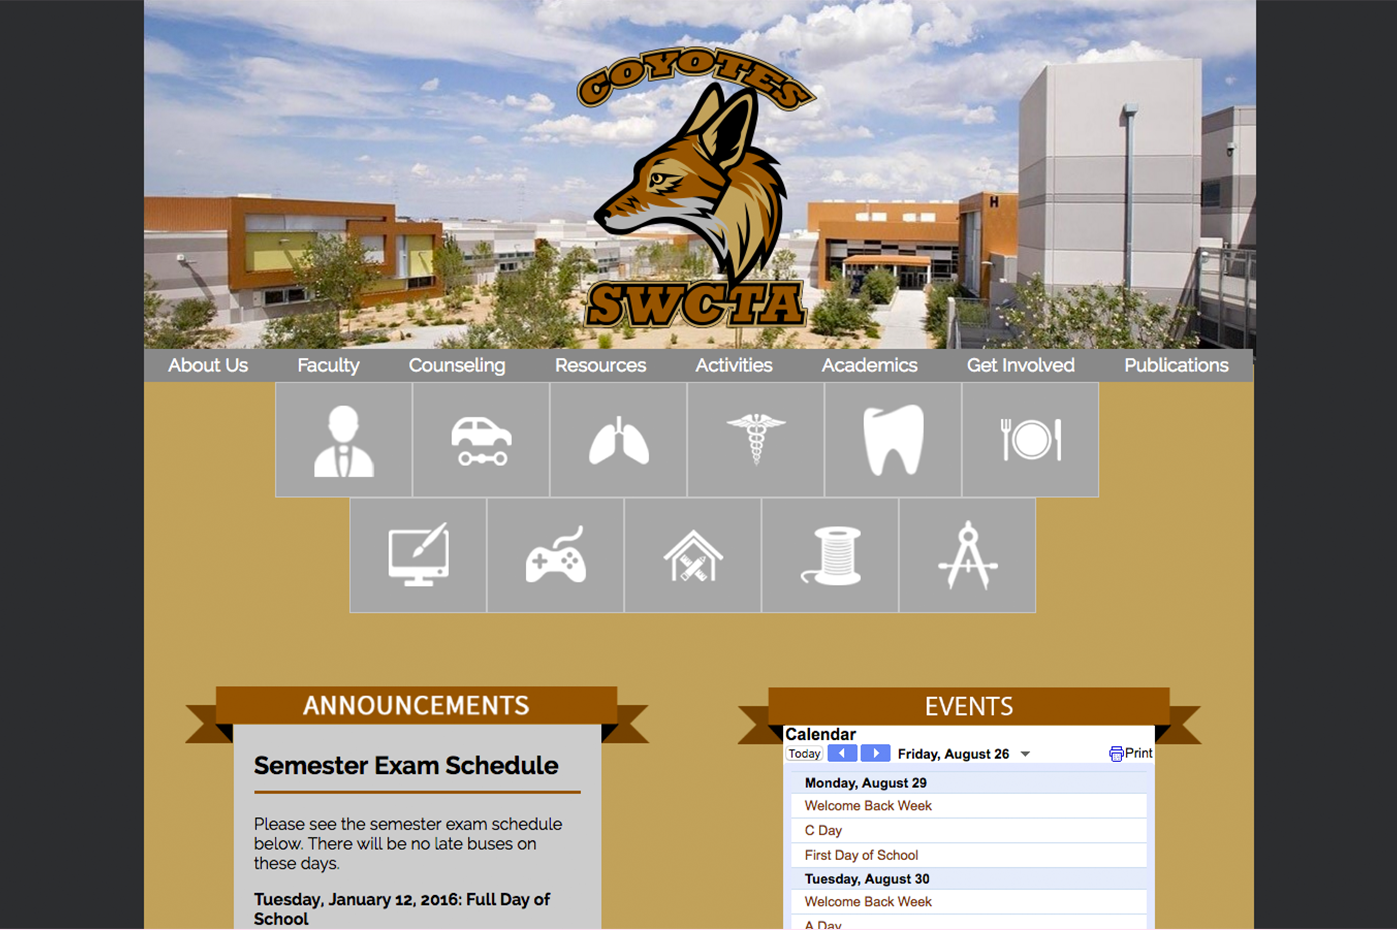 COYOTES
H
SWCTA
About Us Faculty Counseling Resources Activities Academics Get Involved Publications
ANNOUNCEMENTS
Semester Exam Schedule
Please see the semester exam schedule
below. There will be no late buses on
these days.
Tuesday, January 12, 2016: Full Day of
School
EVENTS
Calendar
Today Friday, August 26 Print
Monday, August 29
Welcome Back Week
C Day
First Day of School
Tuesday, August 30
Welcome Back Week
A Day